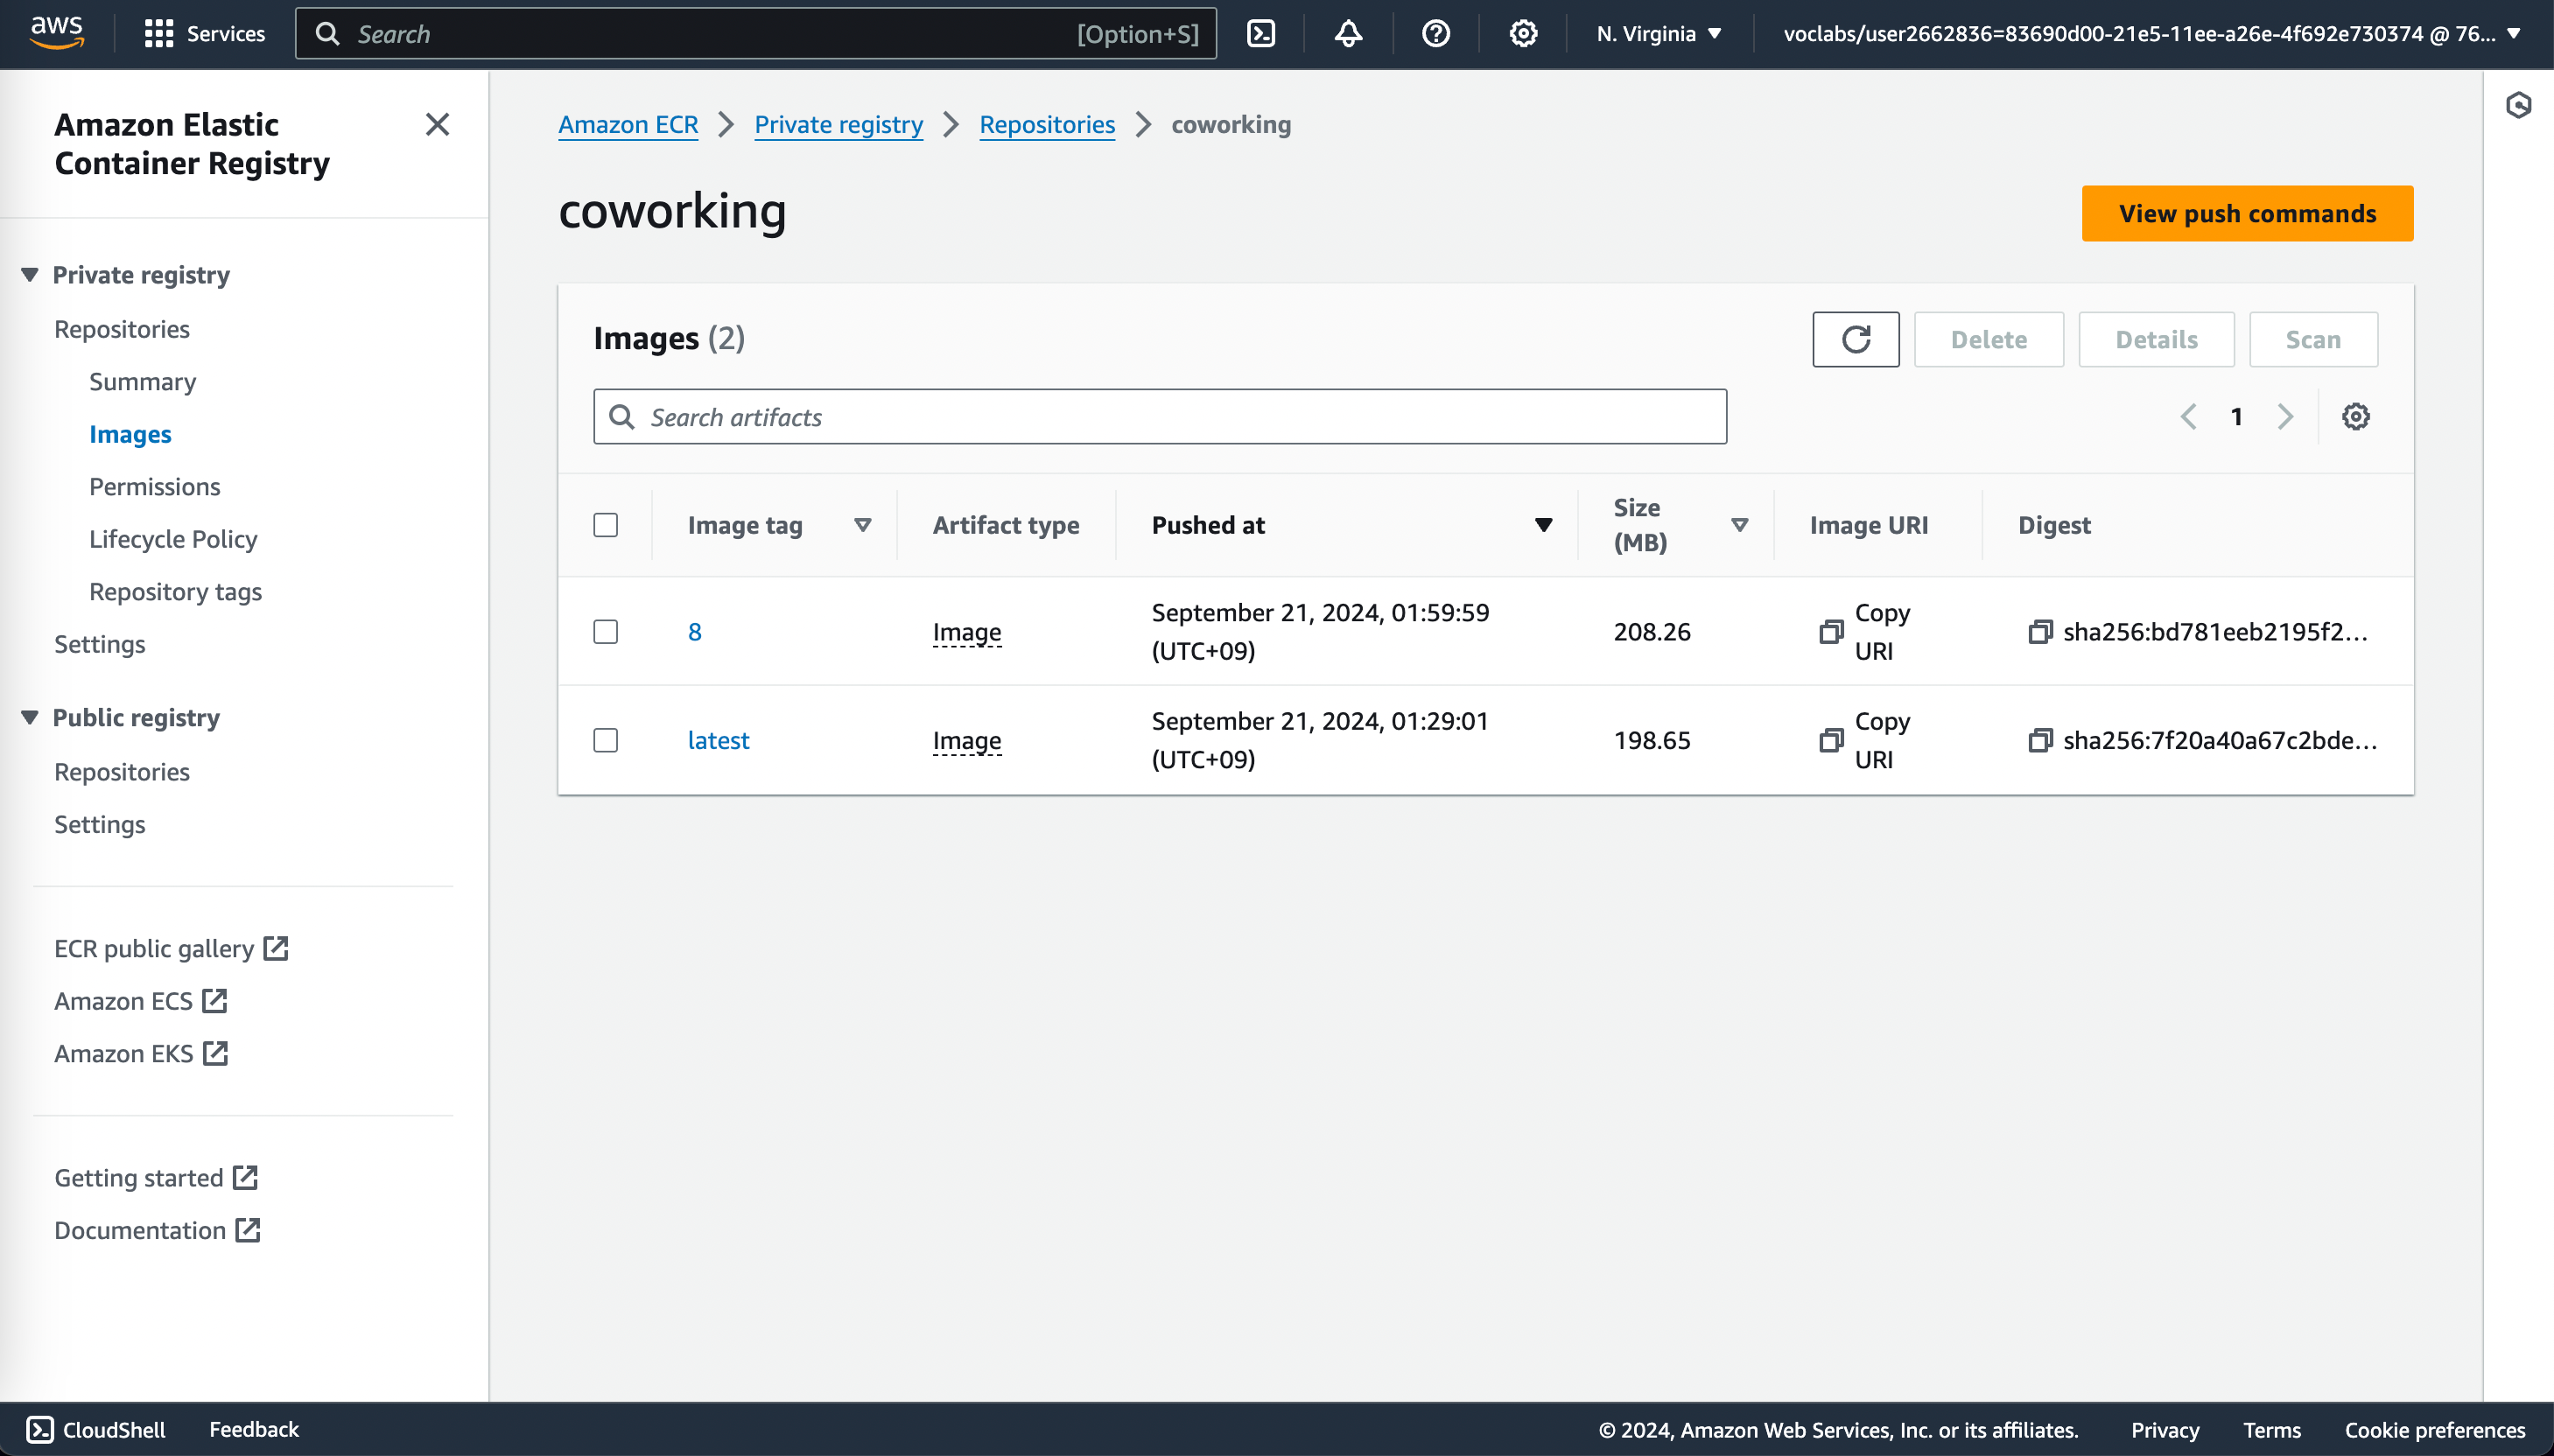 aws
Services
Search
[Option+S]
N. Virginia
voclabs/user2662836=83690d00-21e5-11ee-a26e-4f692e730374 @ 76...
Amazon Elastic
Container Registry
Private registry
Repositories
Summary
Images
Permissions
Lifecycle Policy
Repository tags
Settings
Public registry
Repositories
Settings
ECR public gallery
Amazon ECS
Amazon EKS
Getting started
Documentation
Amazon ECR
Private registry
Repositories
coworking
coworking
View push commands
Images (2)
Delete
Details
Scan
Search artifacts
1
Image tag
Artifact type
Pushed at
Size
(MB)
Image URI
Digest
8
Image
September 21, 2024, 01:59:59
(UTC+09)
208.26
Copy
URI
sha256:bd781eeb2195f2...
latest
Image
September 21, 2024, 01:29:01
(UTC+09)
198.65
Copy
URI
sha256:7f20a40a67c2bde...
CloudShell
Feedback
© 2024, Amazon Web Services, Inc. or its affiliates.
Privacy
Terms
Cookie preferences